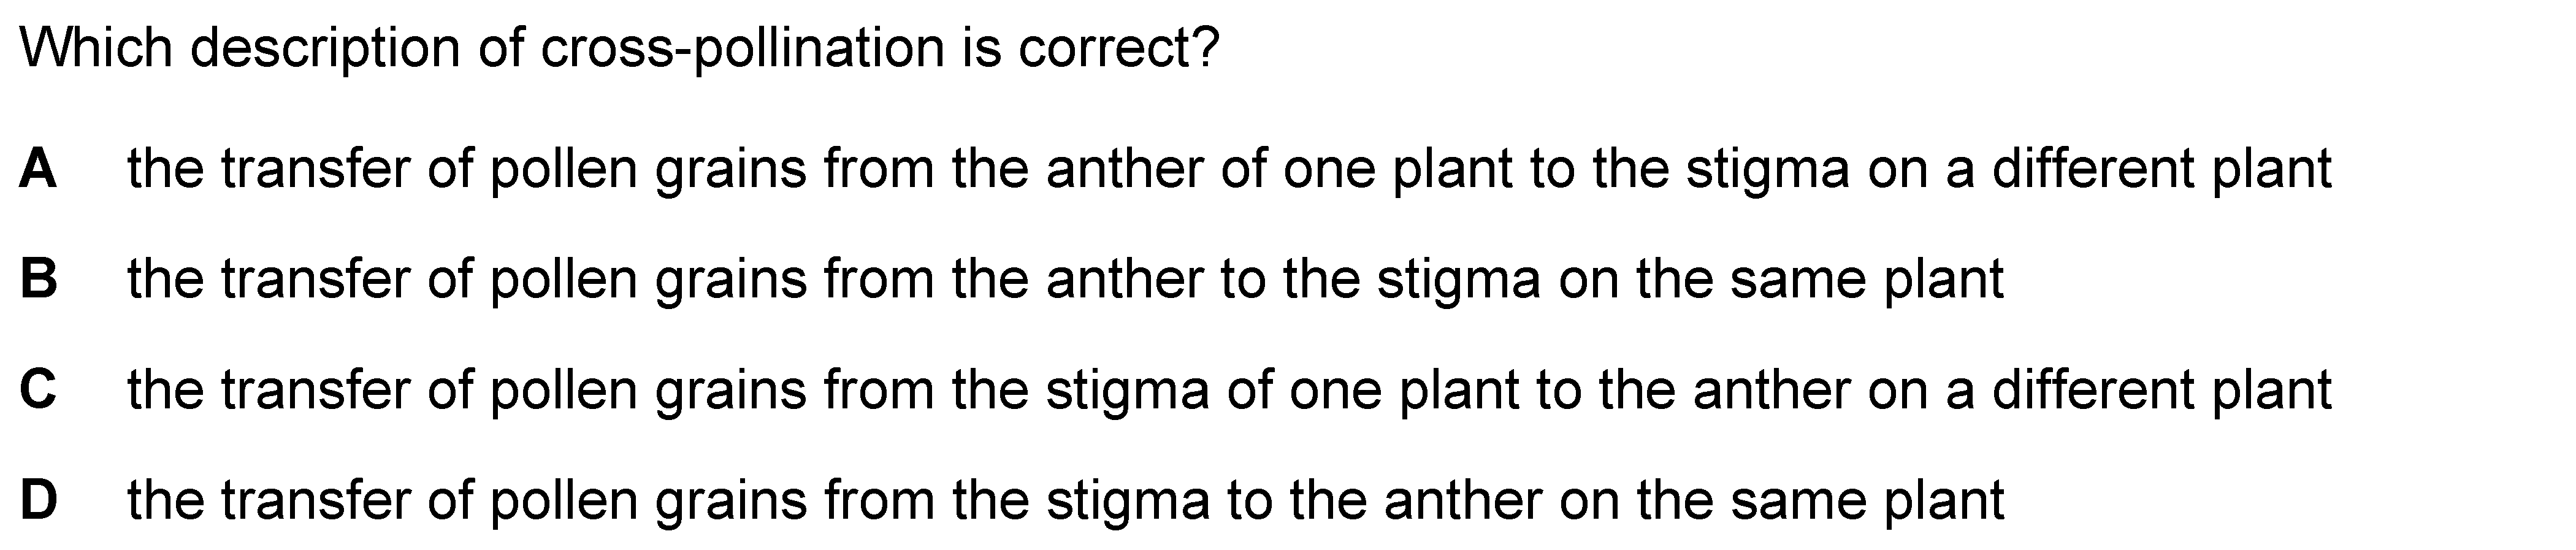 Which description of cross-pollination is correct?
A the transfer of pollen grains from the anther of one plant to the stigma on a different plant
B the transfer of pollen grains from the anther to the stigma on the same plant
C the transfer of pollen grains from the stigma of one plant to the anther on a different plant
D the transfer of pollen grains from the stigma to the anther on the same plant